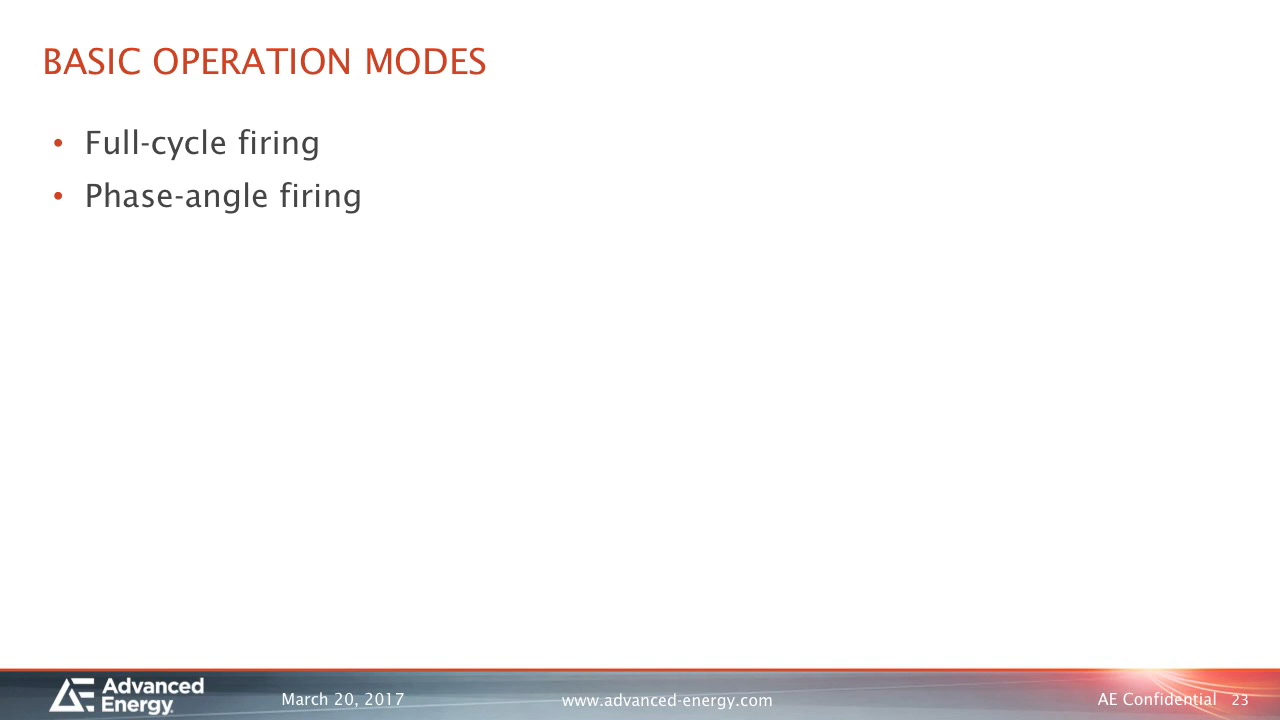 BASIC OPERATION MODES
• Full-cycle firing
• Phase-angle firing
Advanced
Energy
March 20, 2017
www.advanced-energy.com
AE Confidential 23